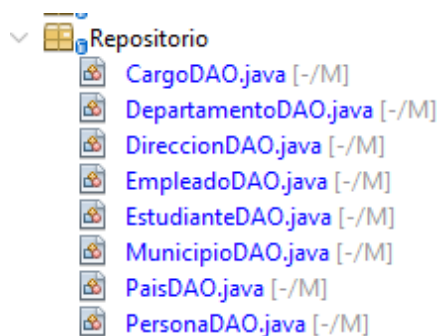 Repositorio
CargoDAO.java [-/M]
DepartamentoDAO.java [-/M]
DireccionDAO.java [-/M]
EmpleadoDAO.java [-/M]
EstudianteDAO.java [-/M]
MunicipioDAO.java [-/M]
PaisDAO.java [-/M]
PersonaDAO.java [-/M]